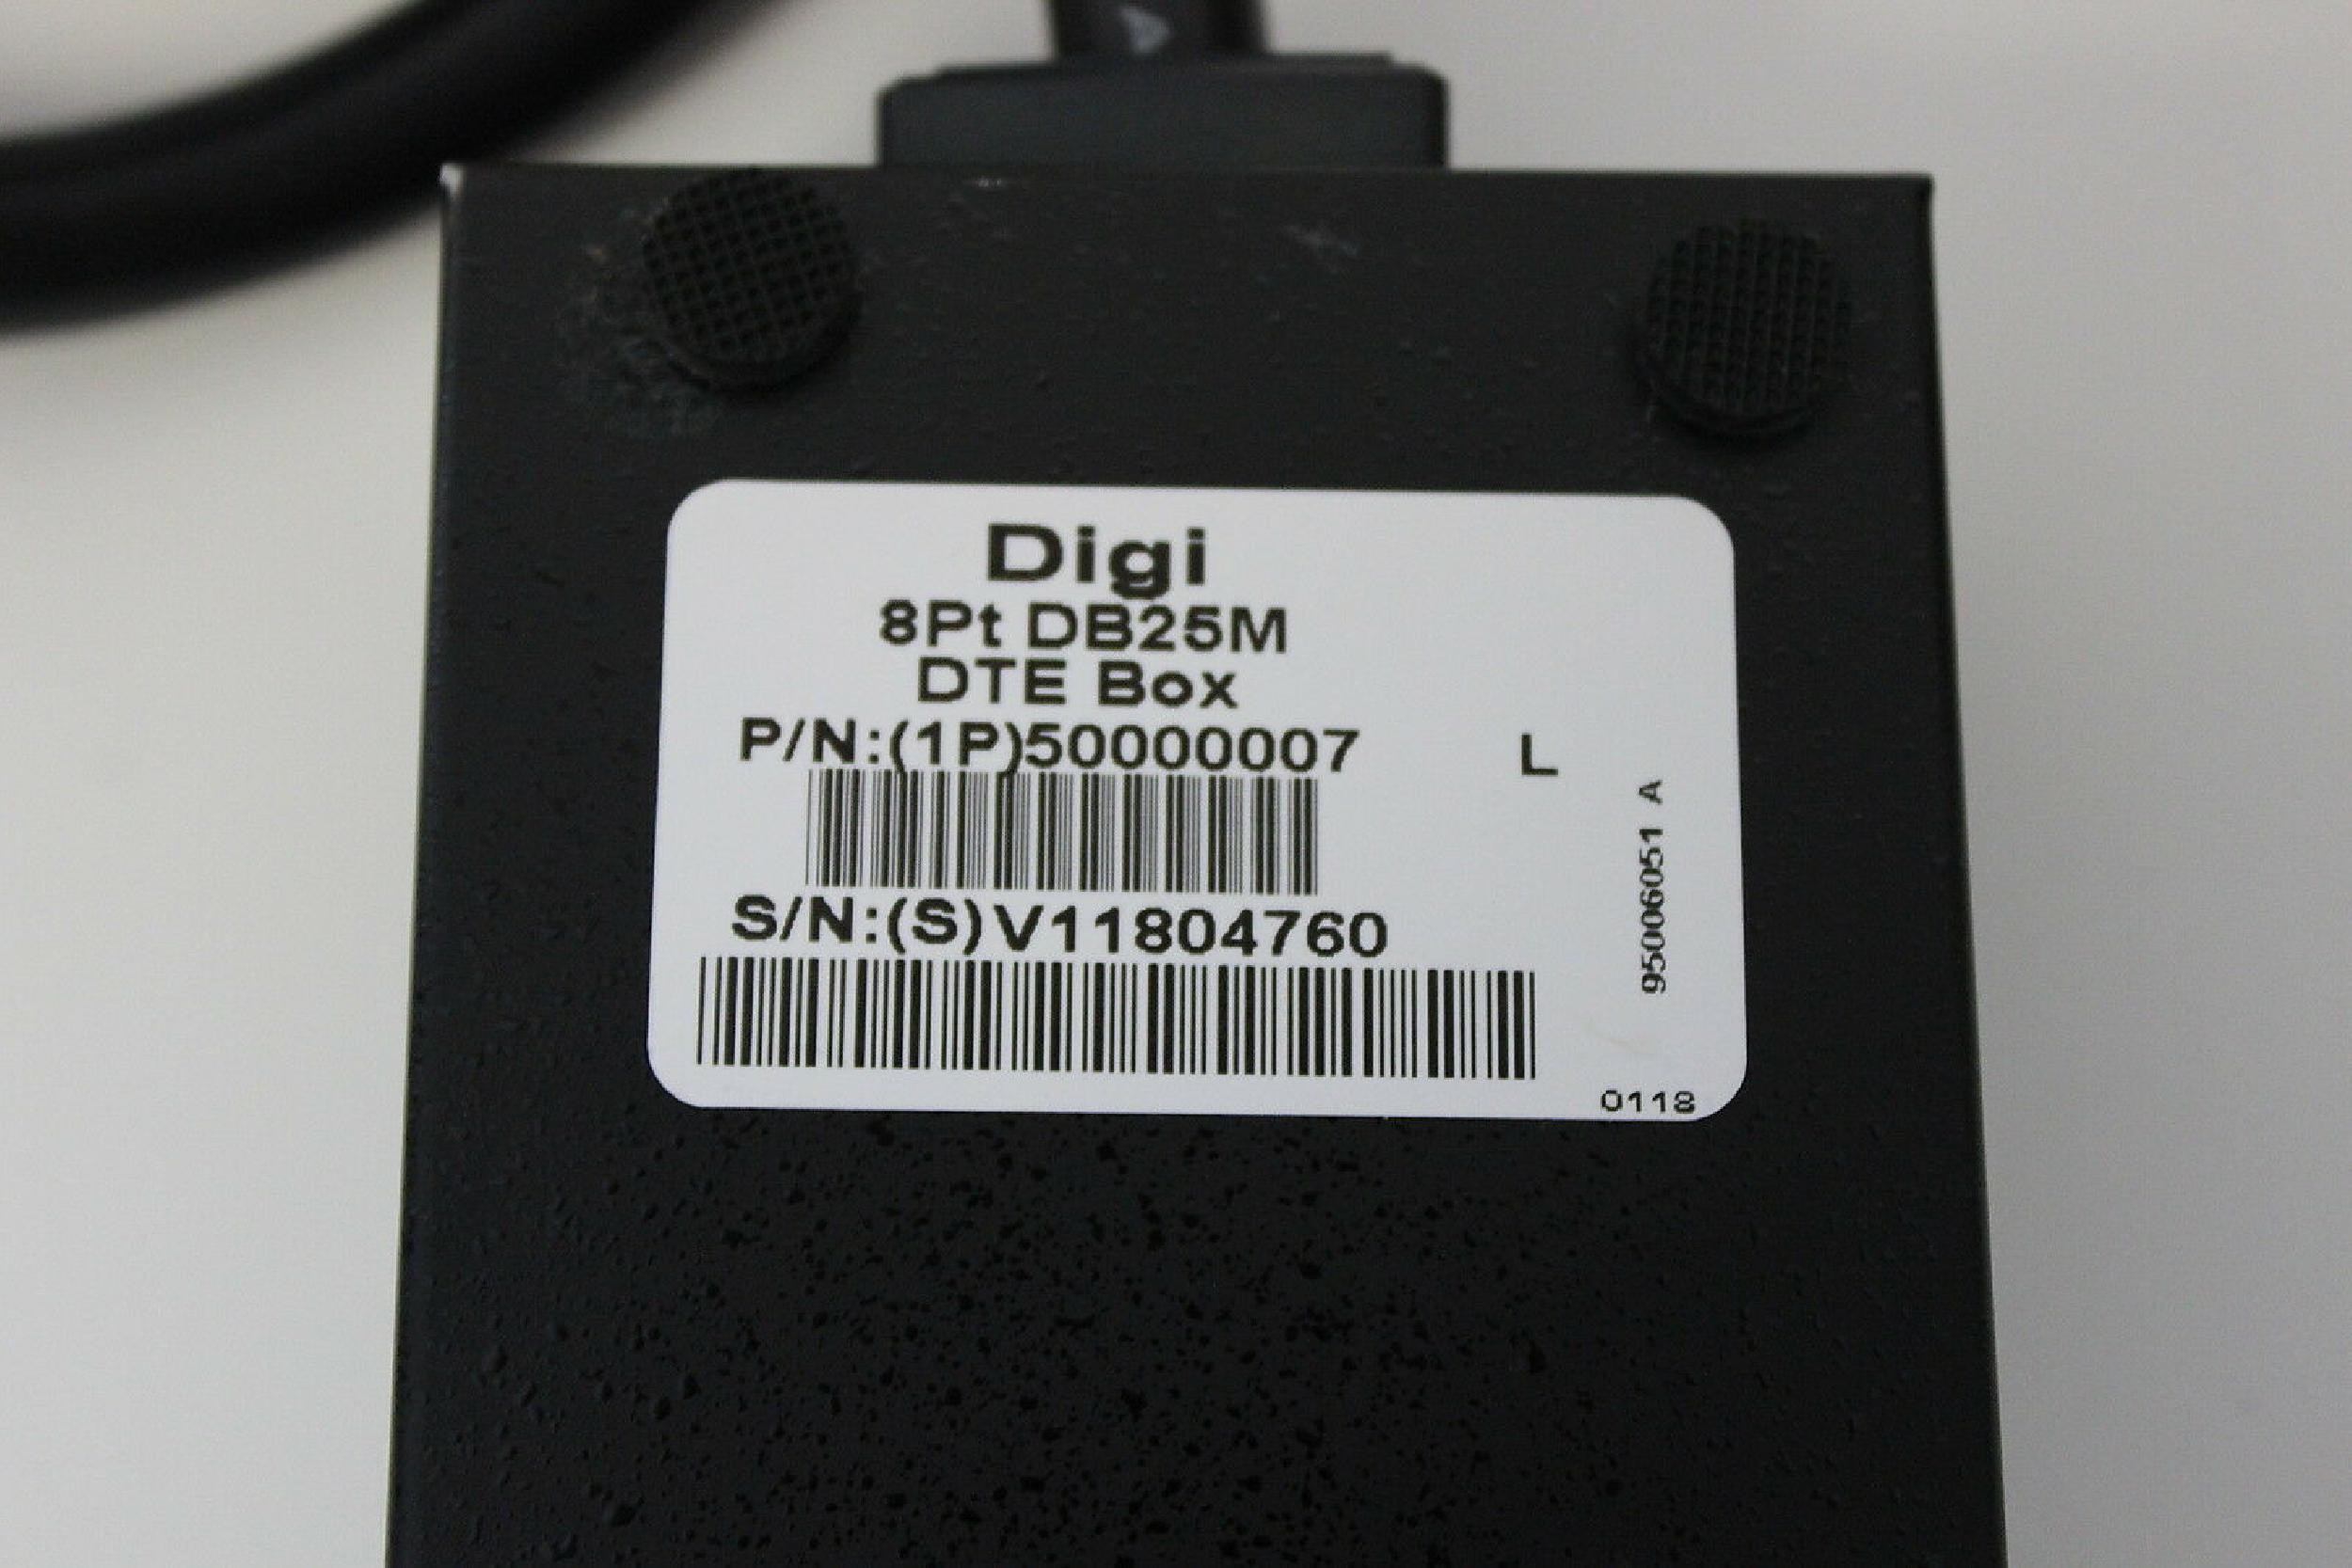 A
Digi
8Pt DB25M
DTE Box
P/N:(1P)50000007 L
S/N:(S)V11804760
95006051 A
0118